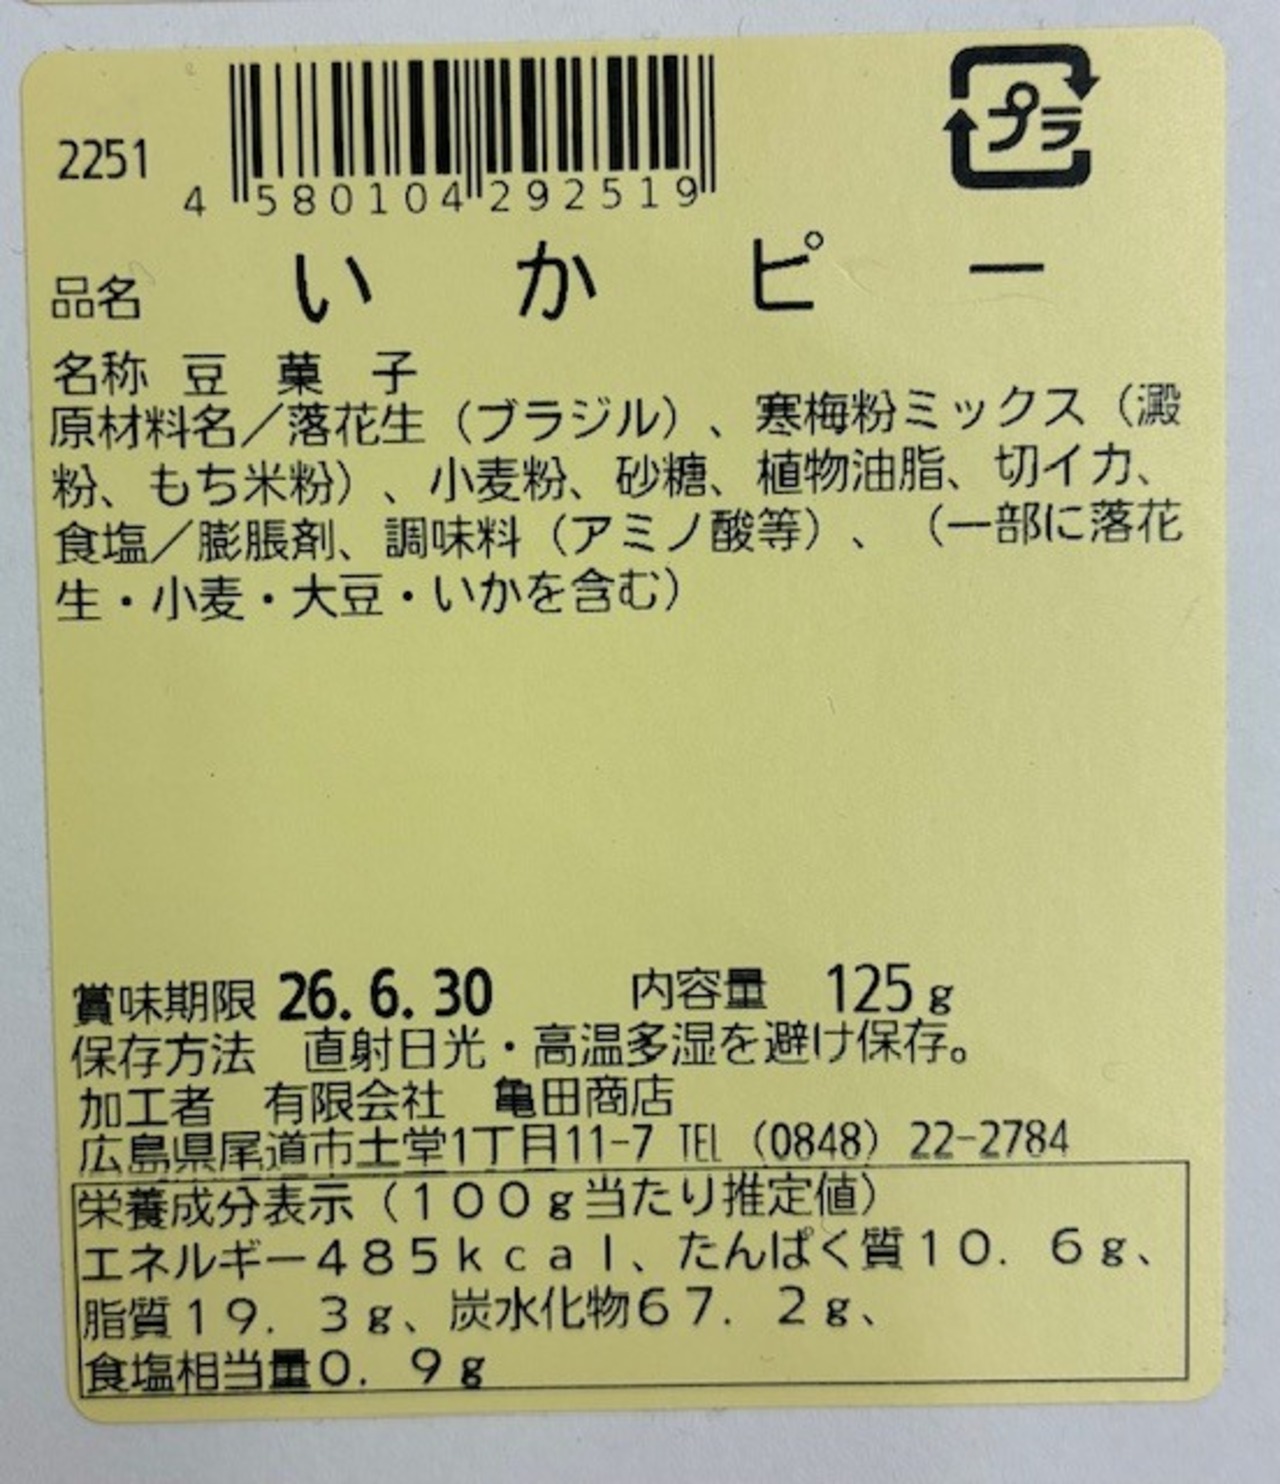 2251
4 580104 292519
プラ
品名 いかピー
名称 豆菓子
原材料名／落花生（ブラジル）、寒梅粉ミックス（澱
粉、もち米粉）、小麦粉、砂糖、植物油脂、切イカ、
食塩／膨脹剤、調味料（アミノ酸等）、（一部に落花
生・小麦・大豆・いかを含む）
賞味期限 26.6.30 内容量 125g
保存方法 直射日光・高温多湿を避け保存。
加工者 有限会社 亀田商店
広島県尾道市土堂1丁目11-7 TEL（0848）22-2784
栄養成分表示（１００ｇ当たり推定値）
エネルギー４８５ｋｃａｌ、たんぱく質１０．６ｇ、
脂質１９．３ｇ、炭水化物６７．２ｇ、
食塩相当量０．９ｇ